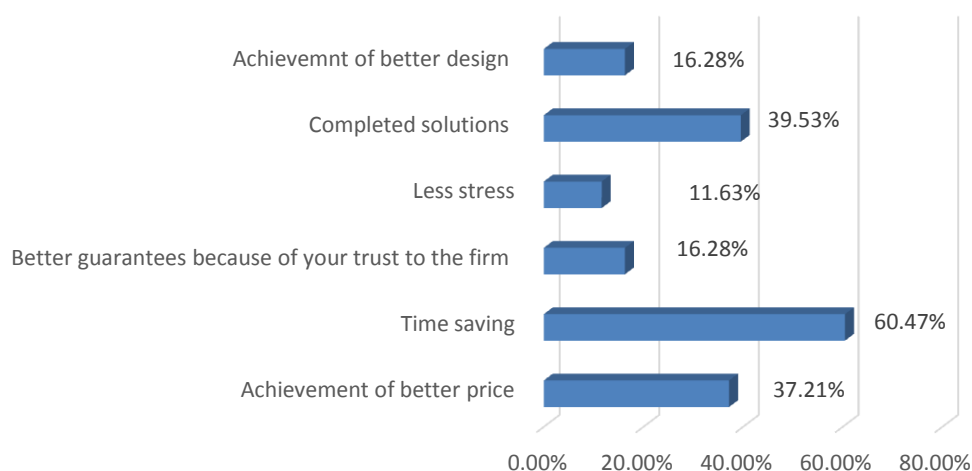 Achievemnt of better design
16.28%
Completed solutions
39.53%
Less stress
11.63%
Better guarantees because of your trust to the firm
16.28%
Time saving
60.47%
Achievement of better price
37.21%
0.00% 20.00% 40.00% 60.00% 80.00%